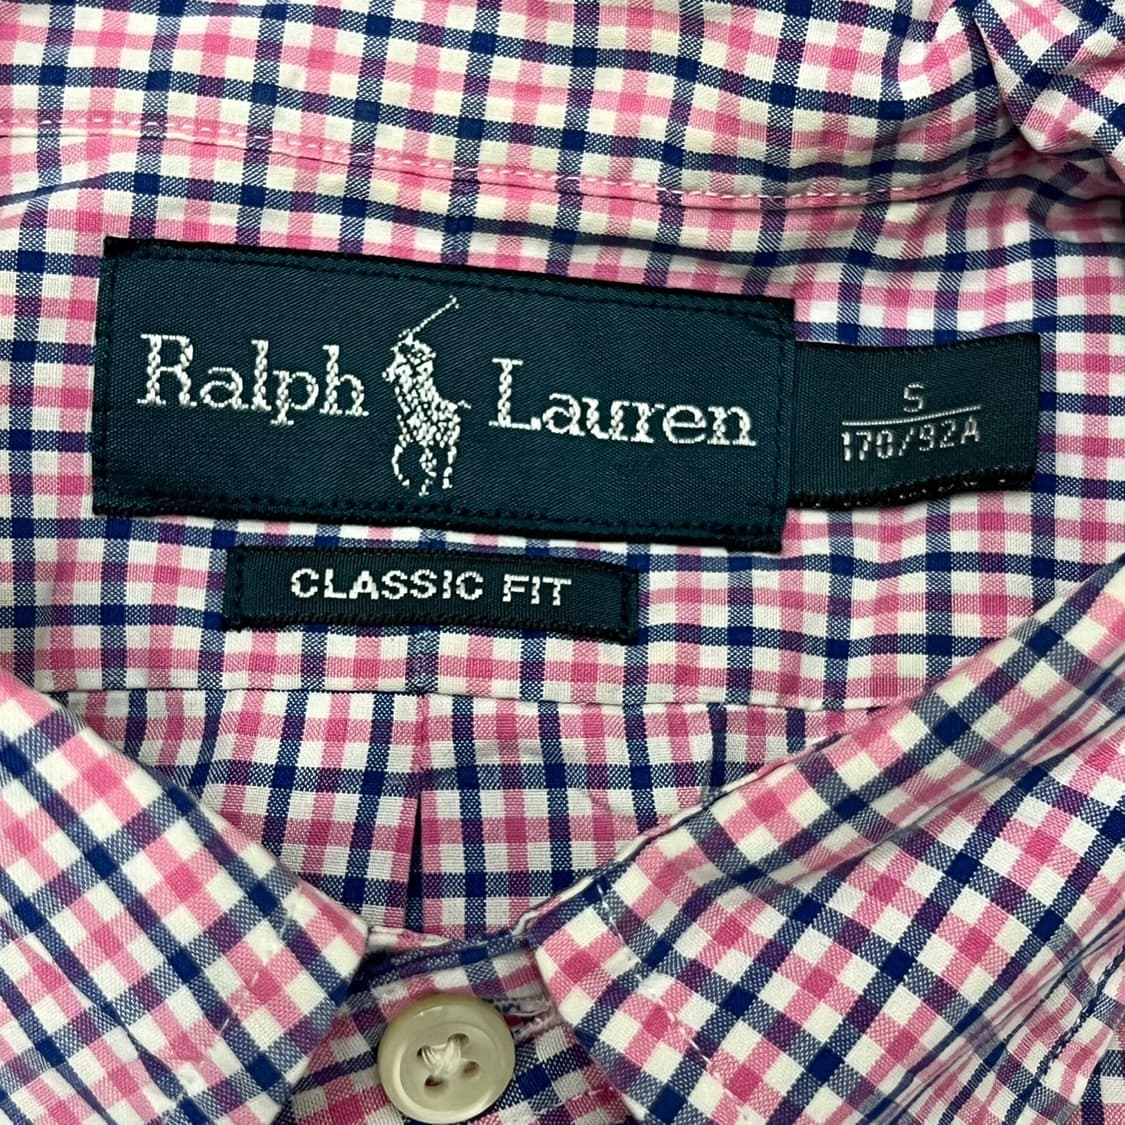 Ralph Lauren
S
170/92A
CLASSIC FIT